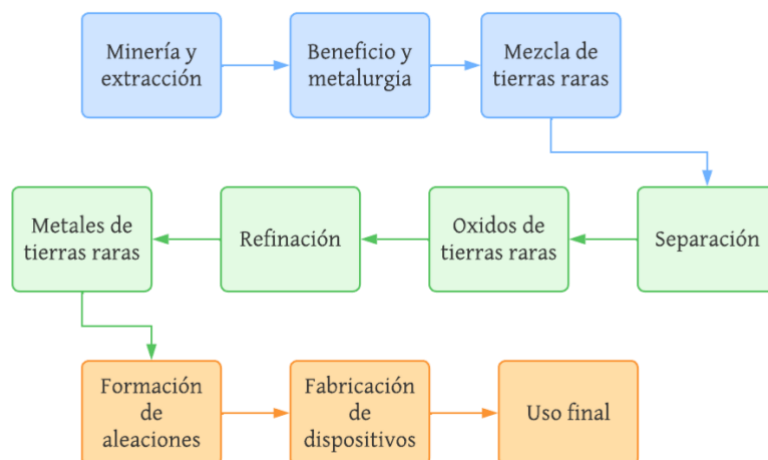 Minería y
extracción
Beneficio y
metalurgia
Mezcla de
tierras raras
Separación
Oxidos de
tierras raras
Refinación
Metales de
tierras raras
Formación
de
aleaciones
Fabricación
de
dispositivos
Uso final